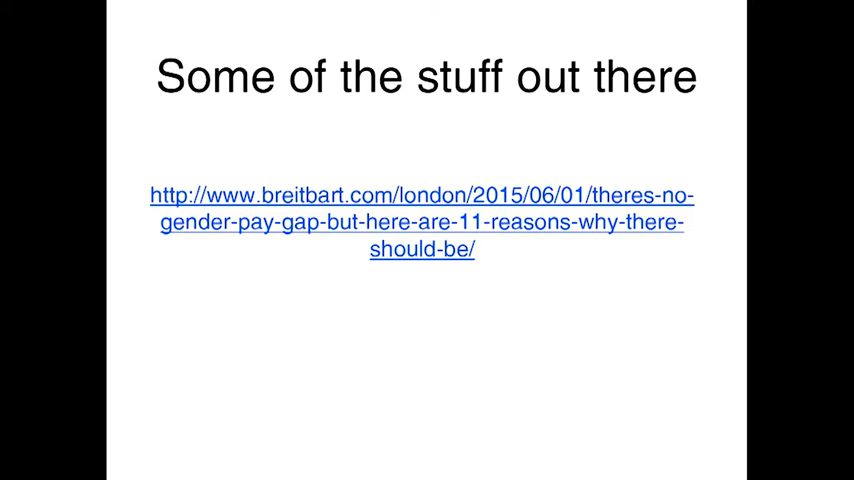 Some of the stuff out there
http://www.breitbart.com/london/2015/06/01/theres-no-
gender-pay-gap-but-here-are-11-reasons-why-there-
should-be/